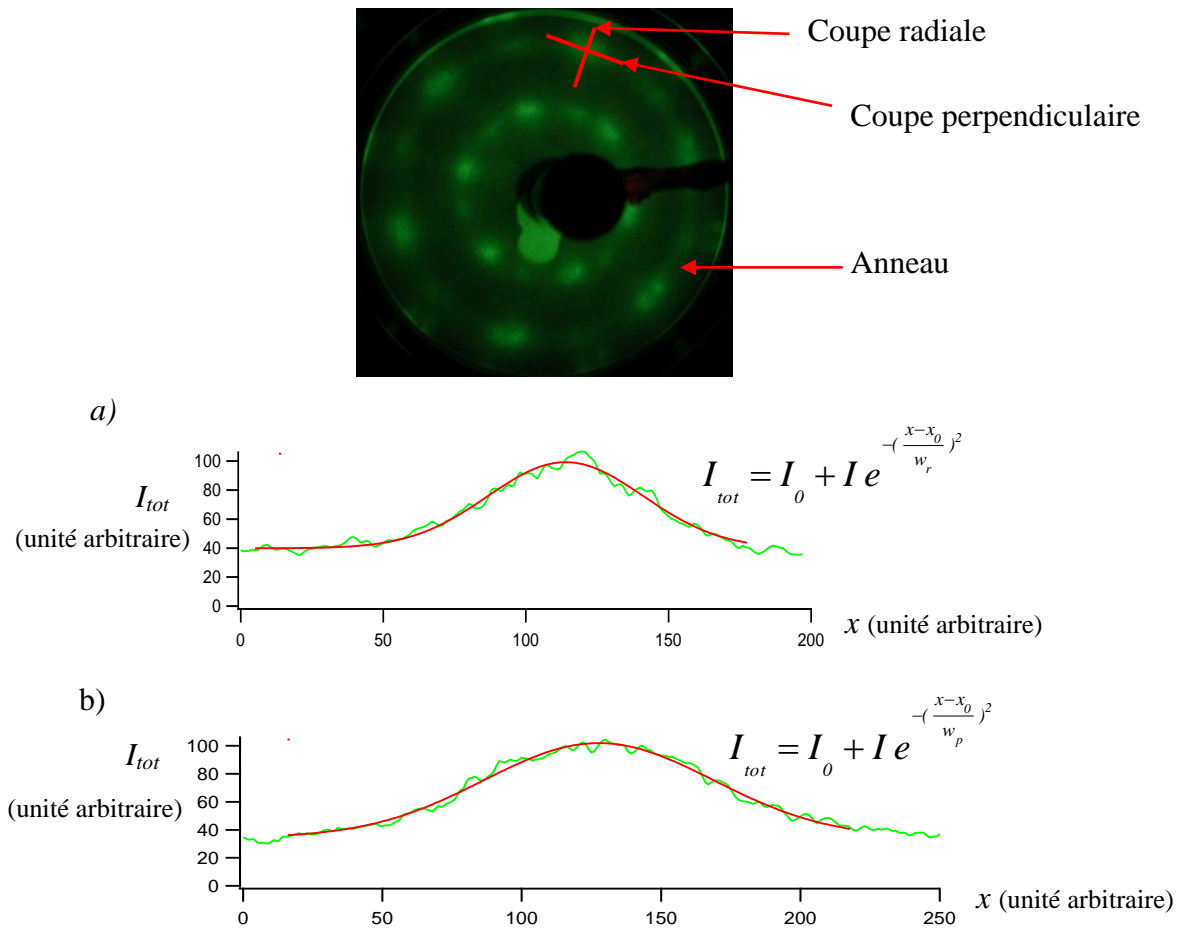 Coupe radiale
Coupe perpendiculaire
Anneau
a)
I_tot
(unité arbitraire)
100
80
60
40
20
0
I_tot = I_0 + I e^{-(\frac{x-x_0}{w_r})^2}
0 50 100 150 200
x (unité arbitraire)
b)
I_tot
(unité arbitraire)
100
80
60
40
20
0
I_tot = I_0 + I e^{-(\frac{x-x_0}{w_p})^2}
0 50 100 150 200 250
x (unité arbitraire)